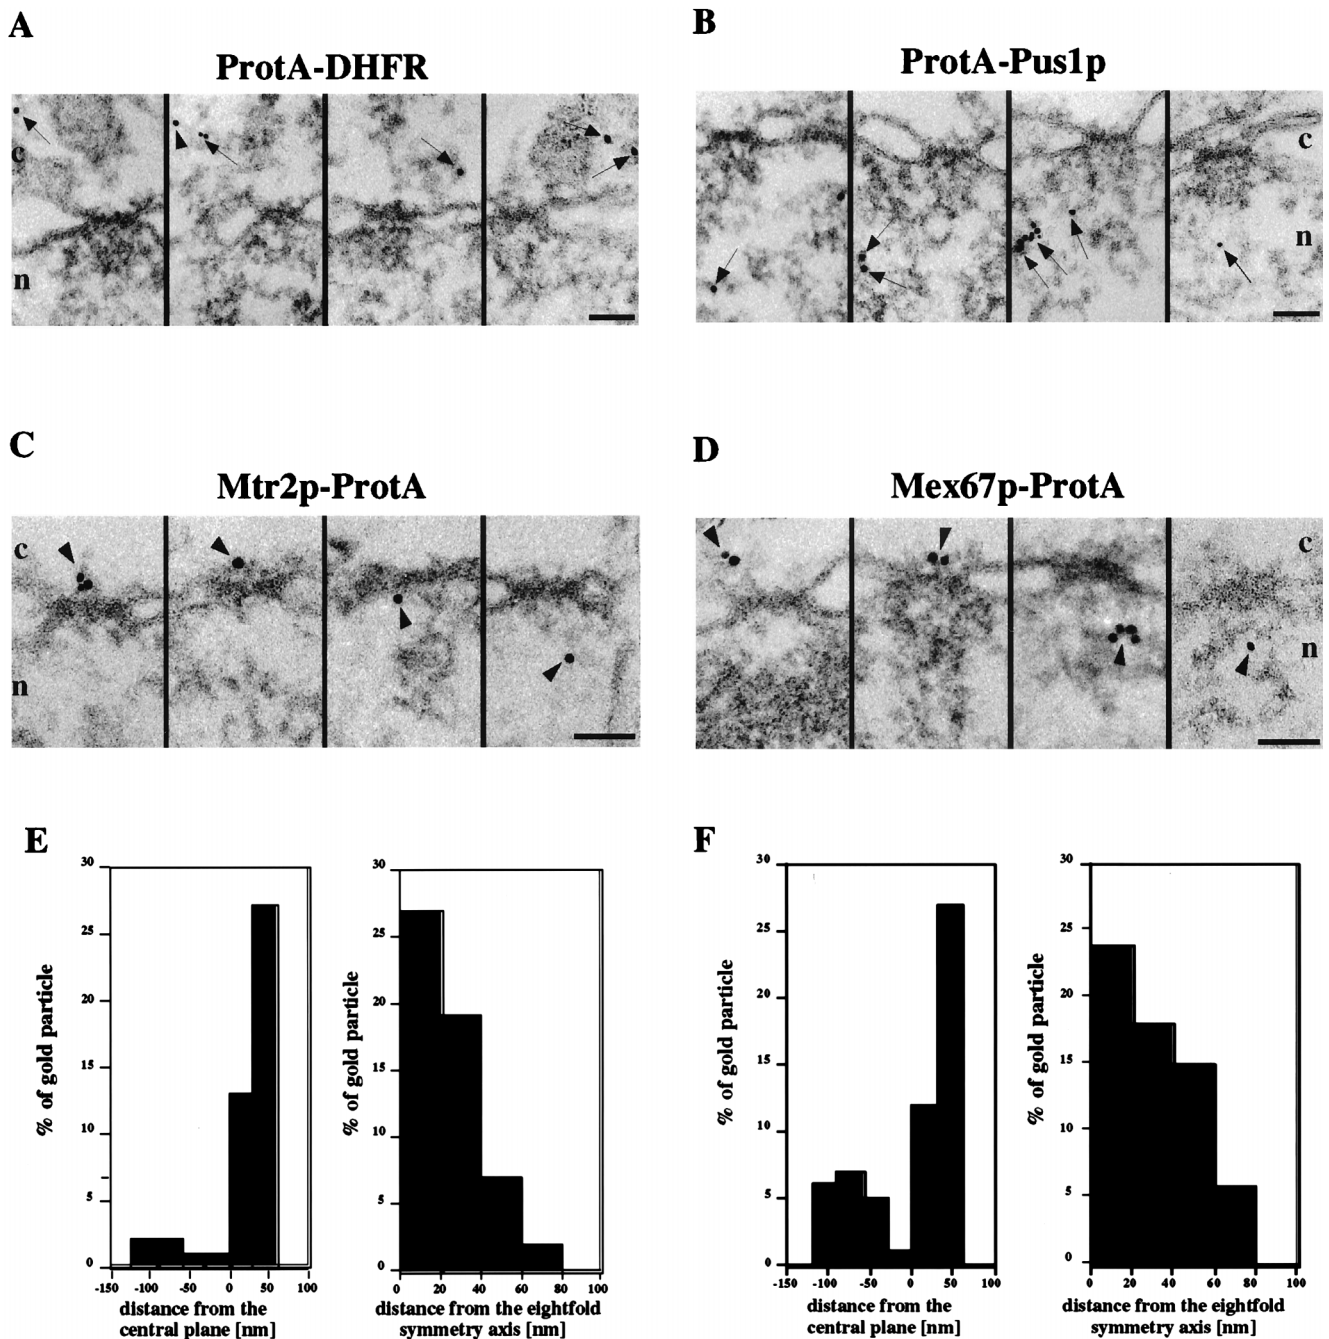 A
ProtA-DHFR
c
n
B
ProtA-Pus1p
c
n
C
Mtr2p-ProtA
c
n
D
Mex67p-ProtA
c
n
E
30
25
20
15
10
5
0
% of gold particle
-150 -100 -50 0 50 100
distance from the
central plane [nm]
30
25
20
15
10
5
0
% of gold particle
0 20 40 60 80 100
distance from the eightfold
symmetry axis [nm]
F
30
25
20
15
10
5
0
% of gold particle
-150 -100 -50 0 50 100
distance from the
central plane [nm]
30
25
20
15
10
5
0
% of gold particle
0 20 40 60 80 100
distance from the eightfold
symmetry axis [nm]